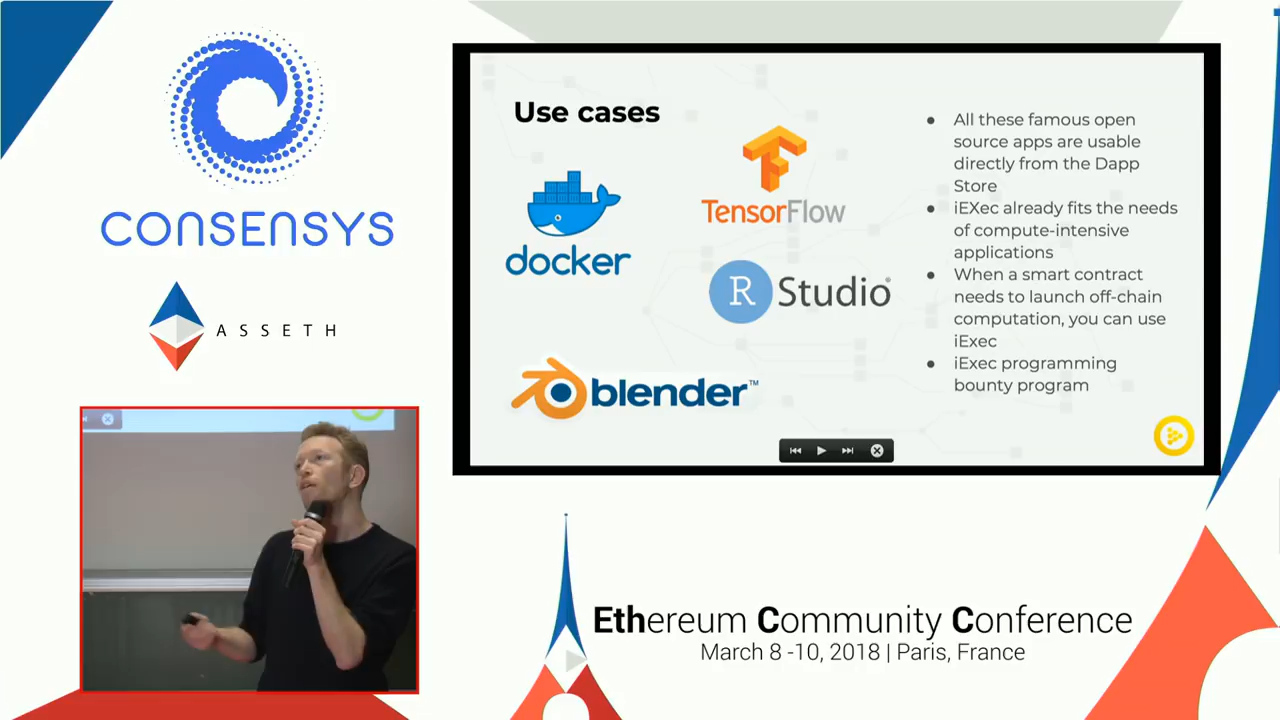 CONSENSYS
ASSETH
Use cases
docker
TensorFlow
R Studio®
blender™
● All these famous open
source apps are usable
directly from the Dapp
Store
● iEXec already fits the needs
of compute-intensive
applications
● When a smart contract
needs to launch off-chain
computation, you can use
iExec
● iExec programming
bounty program
Ethereum Community Conference
March 8 -10, 2018 | Paris, France